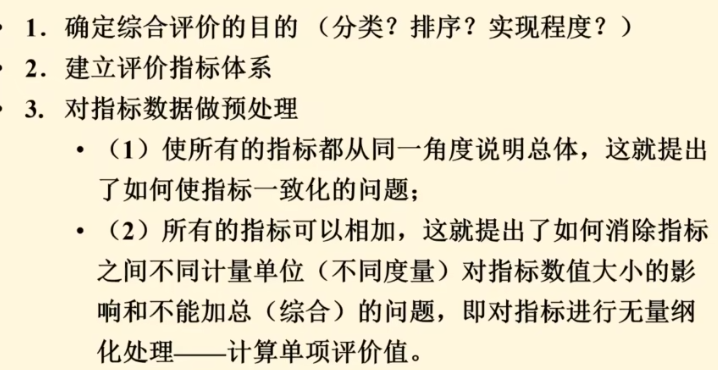 • 1．确定综合评价的目的 （分类？排序？实现程度？）
• 2．建立评价指标体系
• 3．对指标数据做预处理
• （1）使所有的指标都从同一角度说明总体，这就提出
了如何使指标一致化的问题；
• （2）所有的指标可以相加，这就提出了如何消除指标
之间不同计量单位（不同度量）对指标数值大小的影
响和不能加总（综合）的问题，即对指标进行无量纲
化处理——计算单项评价值。